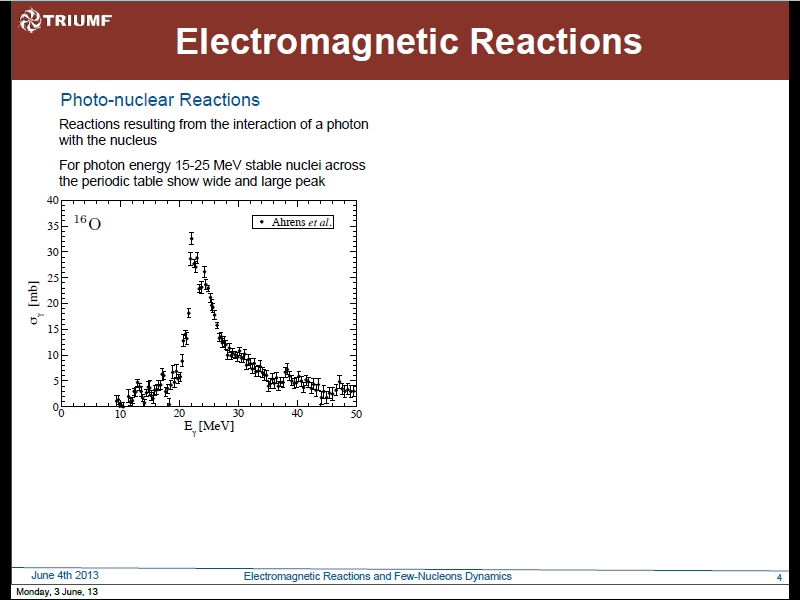 TRIUMF
Electromagnetic Reactions
Photo-nuclear Reactions
Reactions resulting from the interaction of a photon
with the nucleus
For photon energy 15-25 MeV stable nuclei across
the periodic table show wide and large peak
40
35
30
25
20
15
10
5
0
σγ [mb]
¹⁶O
Ahrens et al.
0 10 20 30 40 50
Eγ [MeV]
June 4th 2013 Electromagnetic Reactions and Few-Nucleons Dynamics 4
Monday, 3 June, 13